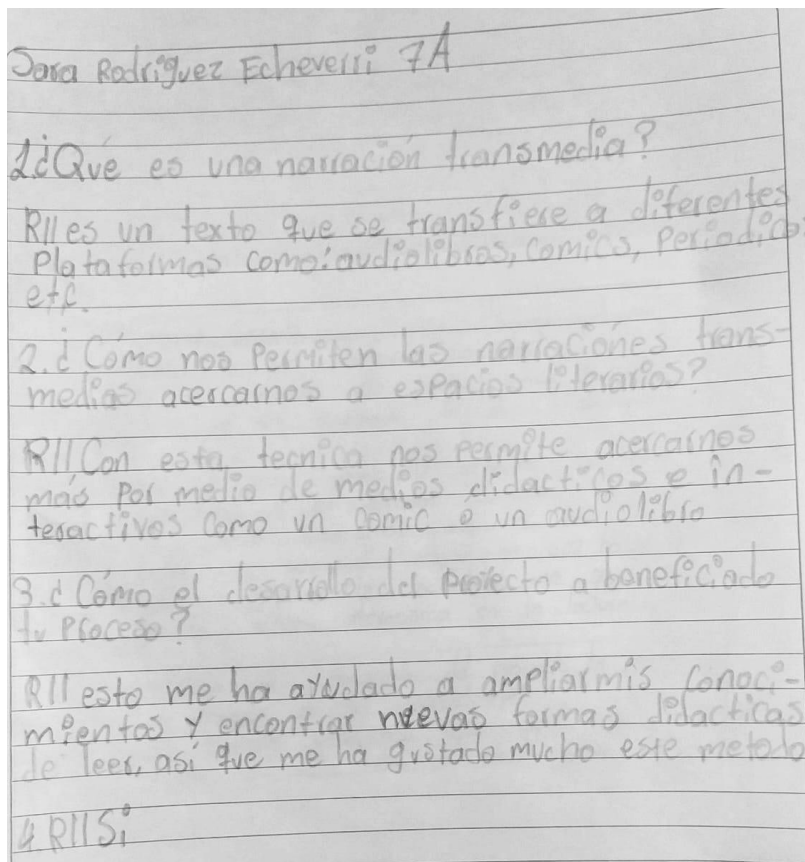 Sara Rodriguez Echeverri 7A
1¿Qué es una narración transmedia?
R// es un texto que se transfiere a diferentes
Plataformas como: audiolibros, comics, Periodico
etc.
2.¿Cómo nos Permiten las narraciones trans-
medias acercarnos a espacios literarios?
R// Con esta tecnica nos permite acercarnos
más Por medio de medios didacticos e in-
teractivos como un comic o un audiolibro
3.¿Cómo el desarrollo del proiecto a beneficiado
tu Proceso?
R// esto me ha ayudado a ampliar mis conoci-
mientos y encontrar nuevas formas didacticas
de leer, así que me ha gustado mucho este metodo
4 R// Si